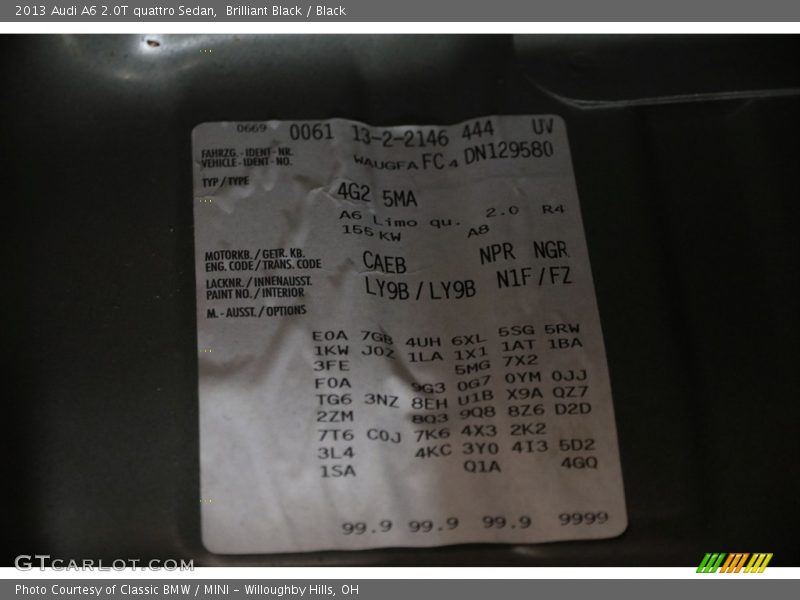 2013 Audi A6 2.0T quattro Sedan,  Brilliant Black / Black
0669 0061 13-2-2146 444 UV
FAHRZG.-IDENT-NR.
VEHICLE-IDENT-NO. WAUGFAFC4DN129580
TYP/TYPE 4G2 5MA
A6 Limo qu. 2.0 R4
155 KW A8
MOTORKB./GETR.KB.
ENG.CODE/TRANS.CODE CAEB NPR NGR
LACKNR./INNENAUSST.
PAINT NO./INTERIOR LY9B/LY9B N1F/FZ
M.-AUSST./OPTIONS
E0A 7GB 4UH 6XL 5SG 5RW
1KW J0Z 1LA 1X1 1AT 1BA
3FE 5MG 7X2
F0A 9G3 0G7 0YM 0JJ
TG6 3NZ 8EH U1B X9A QZ7
2ZM 8Q3 9Q8 8Z6 D2D
7T6 C0J 7K6 4X3 2K2
3L4 4KC 3Y0 4I3 5D2
1SA Q1A 4GQ
99.9 99.9 99.9 9999
GTCARLOT.COM
Photo Courtesy of Classic BMW / MINI - Willoughby Hills, OH